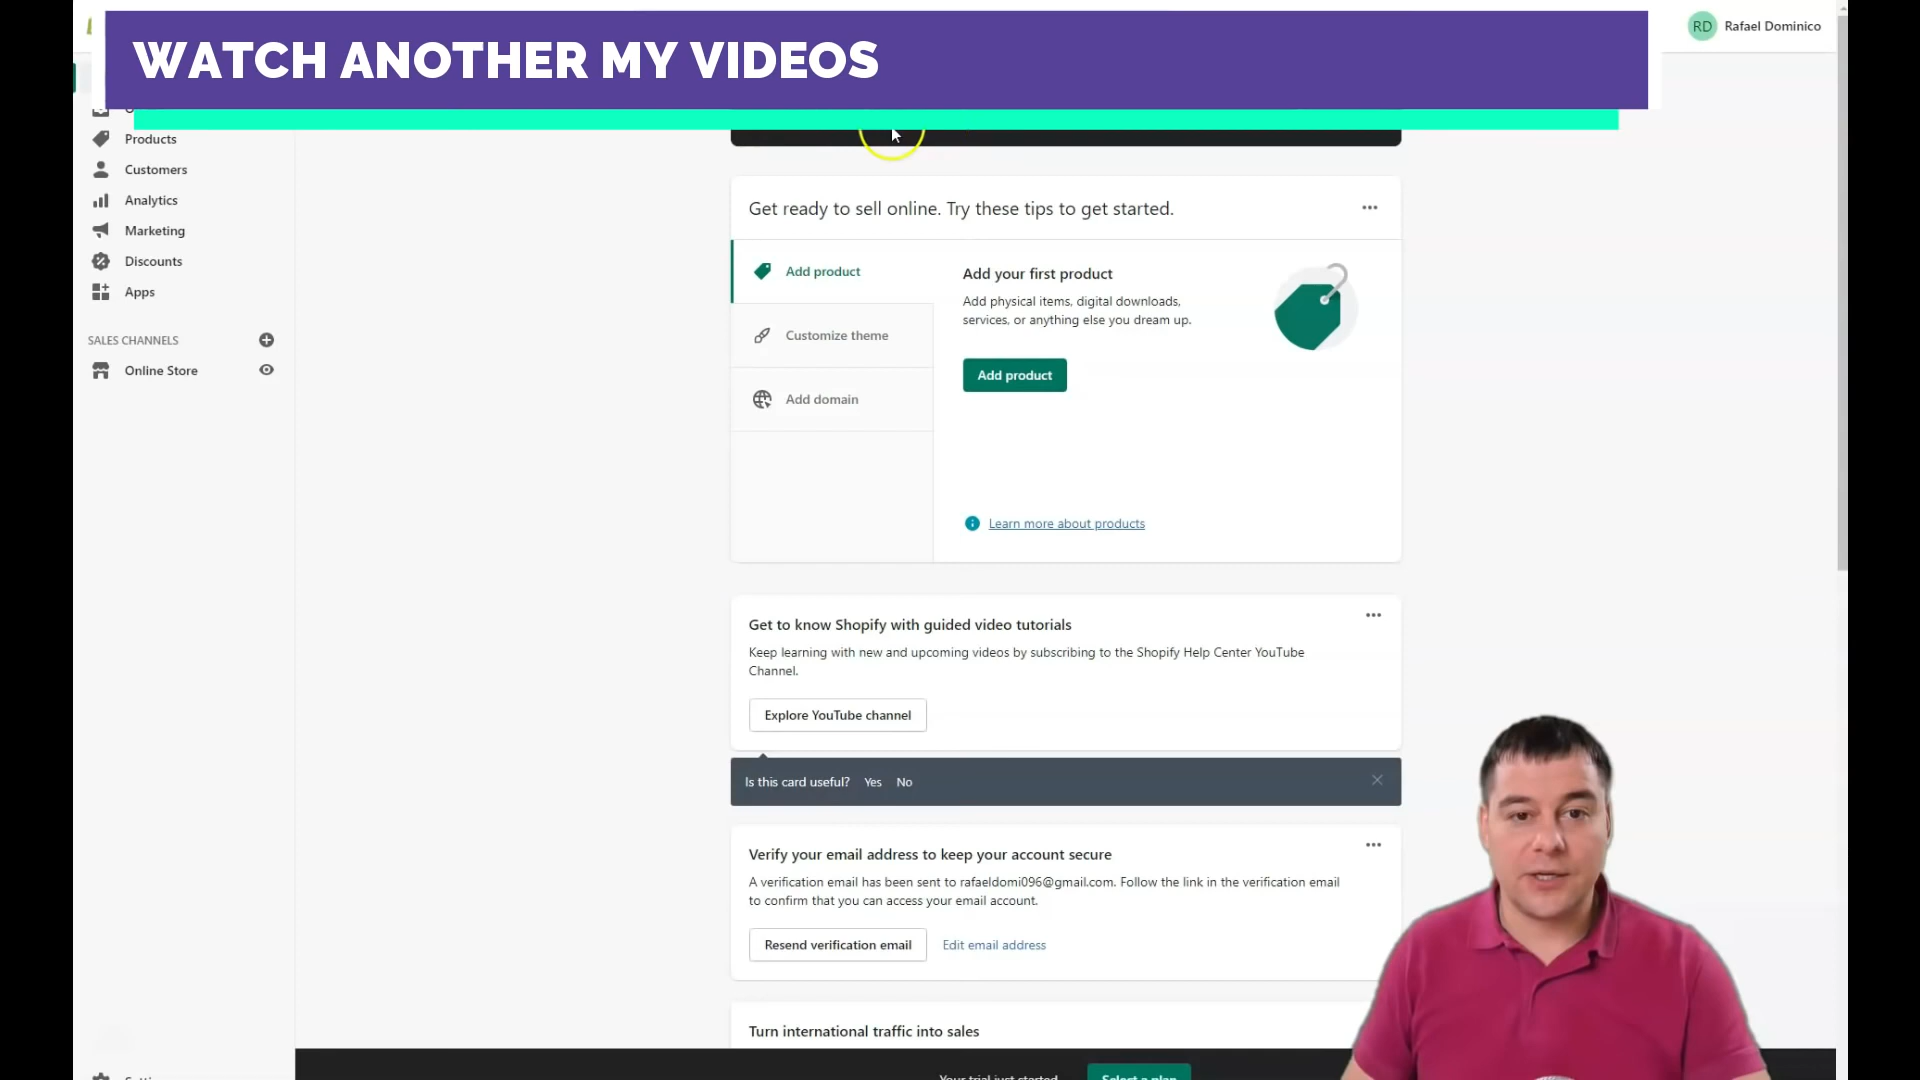 WATCH ANOTHER MY VIDEOS
RD Rafael Dominico
Products
Customers
Analytics
Marketing
Discounts
Apps
SALES CHANNELS
Online Store
Get ready to sell online. Try these tips to get started.
Add product
Customize theme
Add domain
Add your first product
Add physical items, digital downloads,
services, or anything else you dream up.
Add product
Learn more about products
Get to know Shopify with guided video tutorials
Keep learning with new and upcoming videos by subscribing to the Shopify Help Center YouTube
Channel.
Explore YouTube channel
Is this card useful? Yes No
Verify your email address to keep your account secure
A verification email has been sent to rafaeldomi096@gmail.com. Follow the link in the verification email
to confirm that you can access your email account.
Resend verification email Edit email address
Turn international traffic into sales
Your trial just started Select a plan